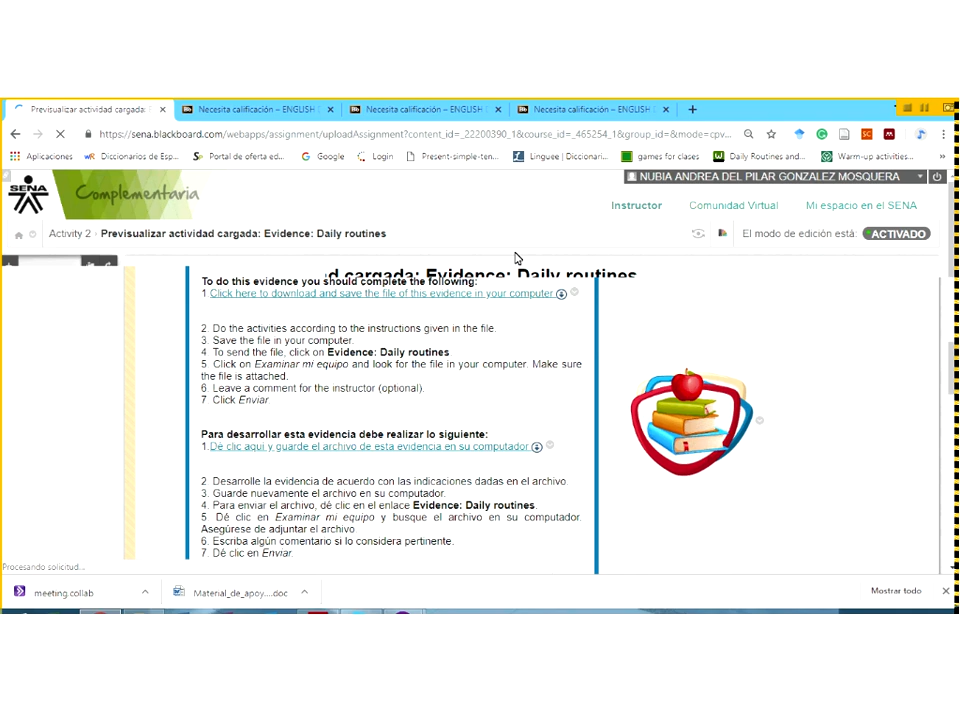 Previsualizar actividad cargada: 
Necesita calificación – ENGLISH
Necesita calificación – ENGLISH
Necesita calificación – ENGLISH
https://sena.blackboard.com/webapps/assignment/uploadAssignment?content_id=_22200390_1&course_id=_465254_1&group_id=&mode=cpv...
Aplicaciones
Diccionarios de Esp...
Portal de oferta ed...
Google
Login
Present-simple-ten...
Linguee | Diccionari...
games for clases
Daily Routines and...
Warm-up activities...
»
SENA
Complementaria
NUBIA ANDREA DEL PILAR GONZALEZ MOSQUERA
Instructor
Comunidad Virtual
Mi espacio en el SENA
Activity 2 › Previsualizar actividad cargada: Evidence: Daily routines
El modo de edición está: ACTIVADO
d cargada: Evidence: Daily routines
To do this evidence you should complete the following:
1.Click here to download and save the file of this evidence in your computer
2. Do the activities according to the instructions given in the file.
3. Save the file in your computer.
4. To send the file, click on Evidence: Daily routines.
5. Click on Examinar mi equipo and look for the file in your computer. Make sure
the file is attached.
6. Leave a comment for the instructor (optional).
7. Click Enviar.
Para desarrollar esta evidencia debe realizar lo siguiente:
1.Dé clic aquí y guarde el archivo de esta evidencia en su computador
2. Desarrolle la evidencia de acuerdo con las indicaciones dadas en el archivo.
3. Guarde nuevamente el archivo en su computador.
4. Para enviar el archivo, dé clic en el enlace Evidence: Daily routines.
5. Dé clic en Examinar mi equipo y busque el archivo en su computador.
Asegúrese de adjuntar el archivo.
6. Escriba algún comentario si lo considera pertinente.
7. Dé clic en Enviar.
Procesando solicitud...
meeting.collab
Material_de_apoy....doc
Mostrar todo